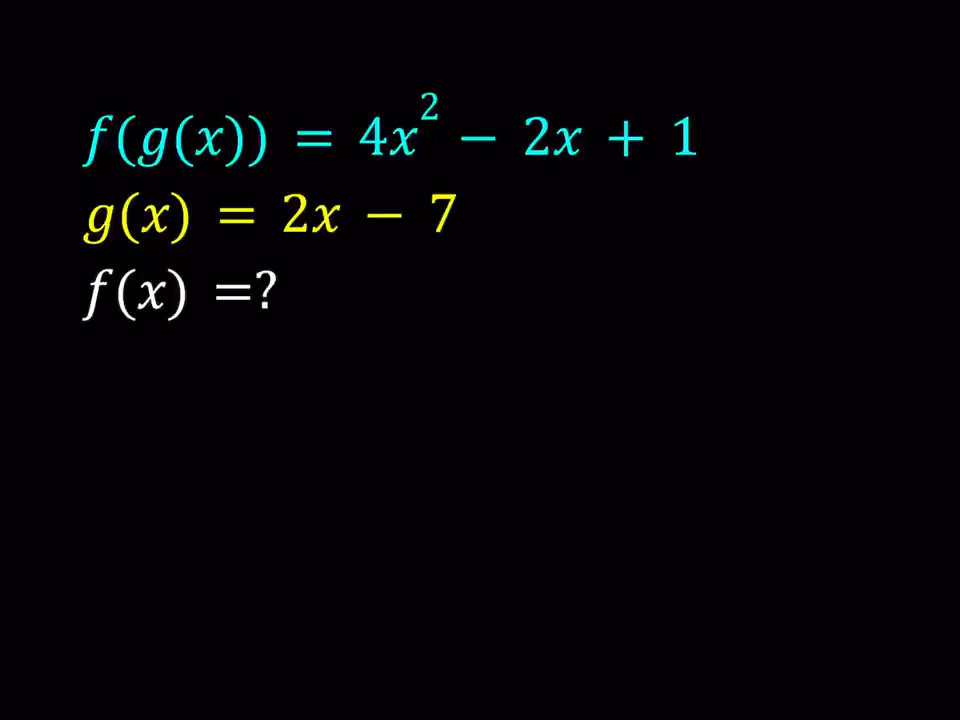 f(g(x)) = 4x² − 2x + 1
g(x) = 2x − 7
f(x) =?